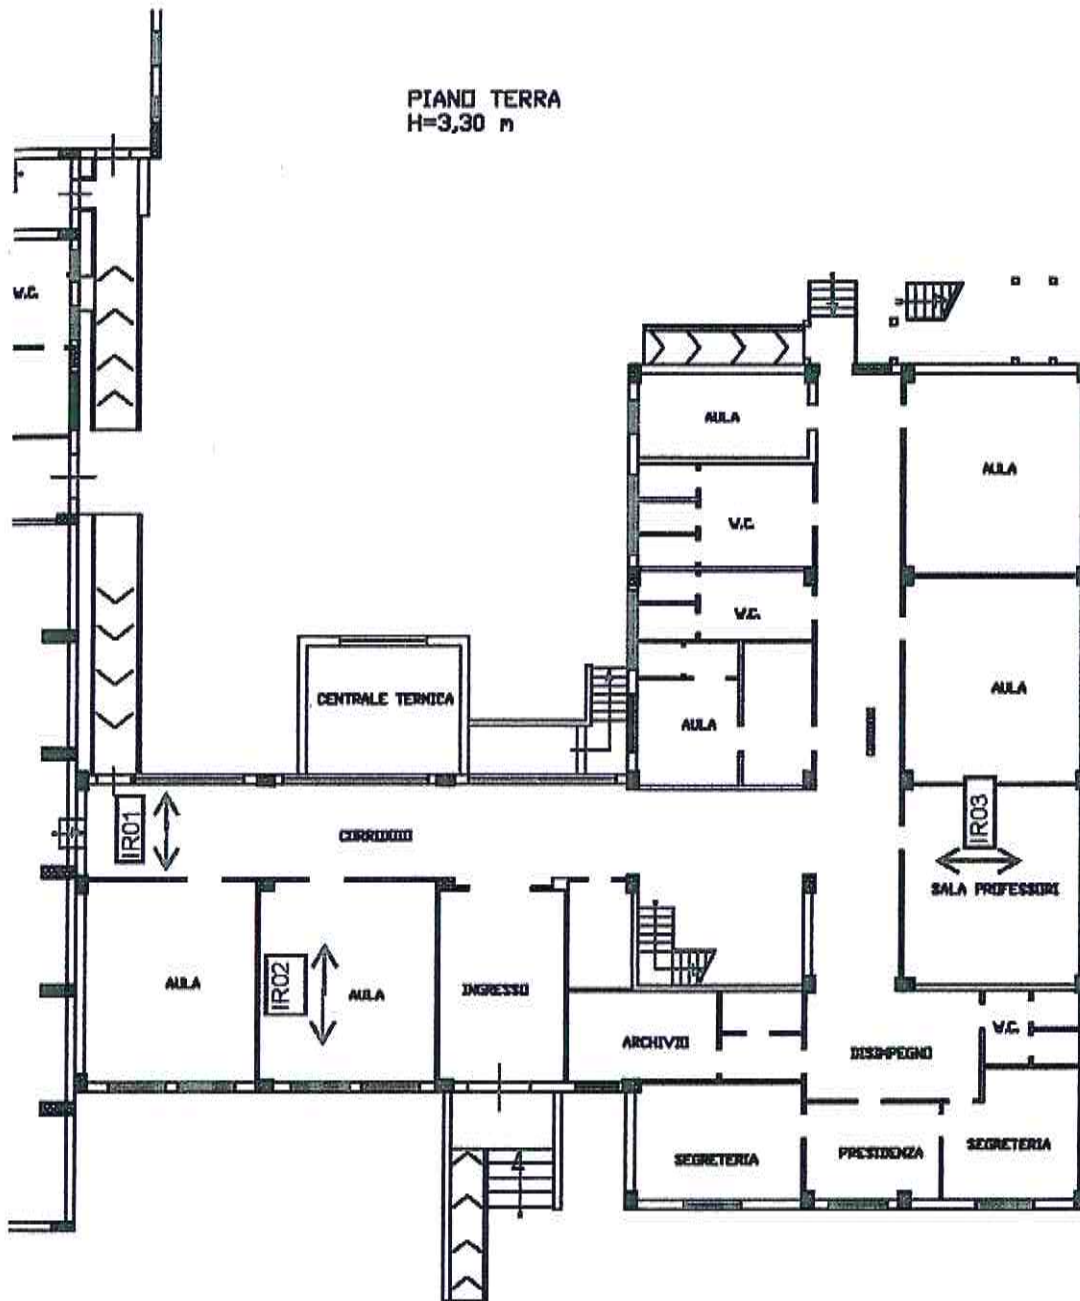 PIANO TERRA
H=3,30 m
W.C.
AULA
AULA
W.C.
W.C.
CENTRALE TERMICA
AULA
AULA
IR01
CORRIDOIO
IR03
SALA PROFESSORI
IR02
AULA
AULA
INGRESSO
ARCHIVIO
DISIMPEGNO
W.C.
SEGRETERIA
PRESIDENZA
SEGRETERIA